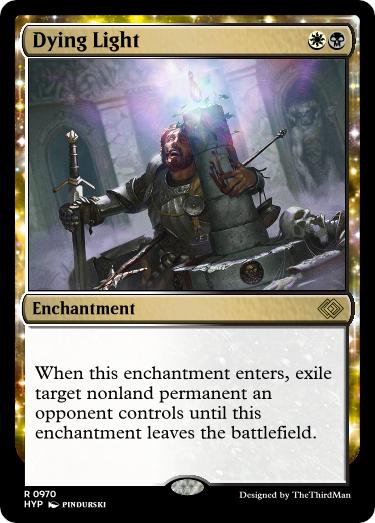 Dying Light
Enchantment
When this enchantment enters, exile
target nonland permanent an
opponent controls until this
enchantment leaves the battlefield.
R 0970
HYP PINDURSKI
Designed by TheThirdMan